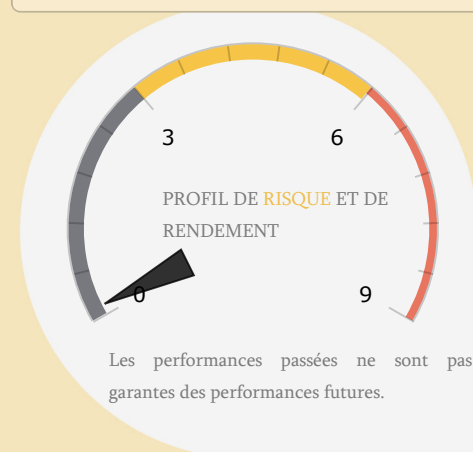 3 6
PROFIL DE RISQUE ET DE
RENDEMENT
0 9
Les performances passées ne sont pas
garantes des performances futures.